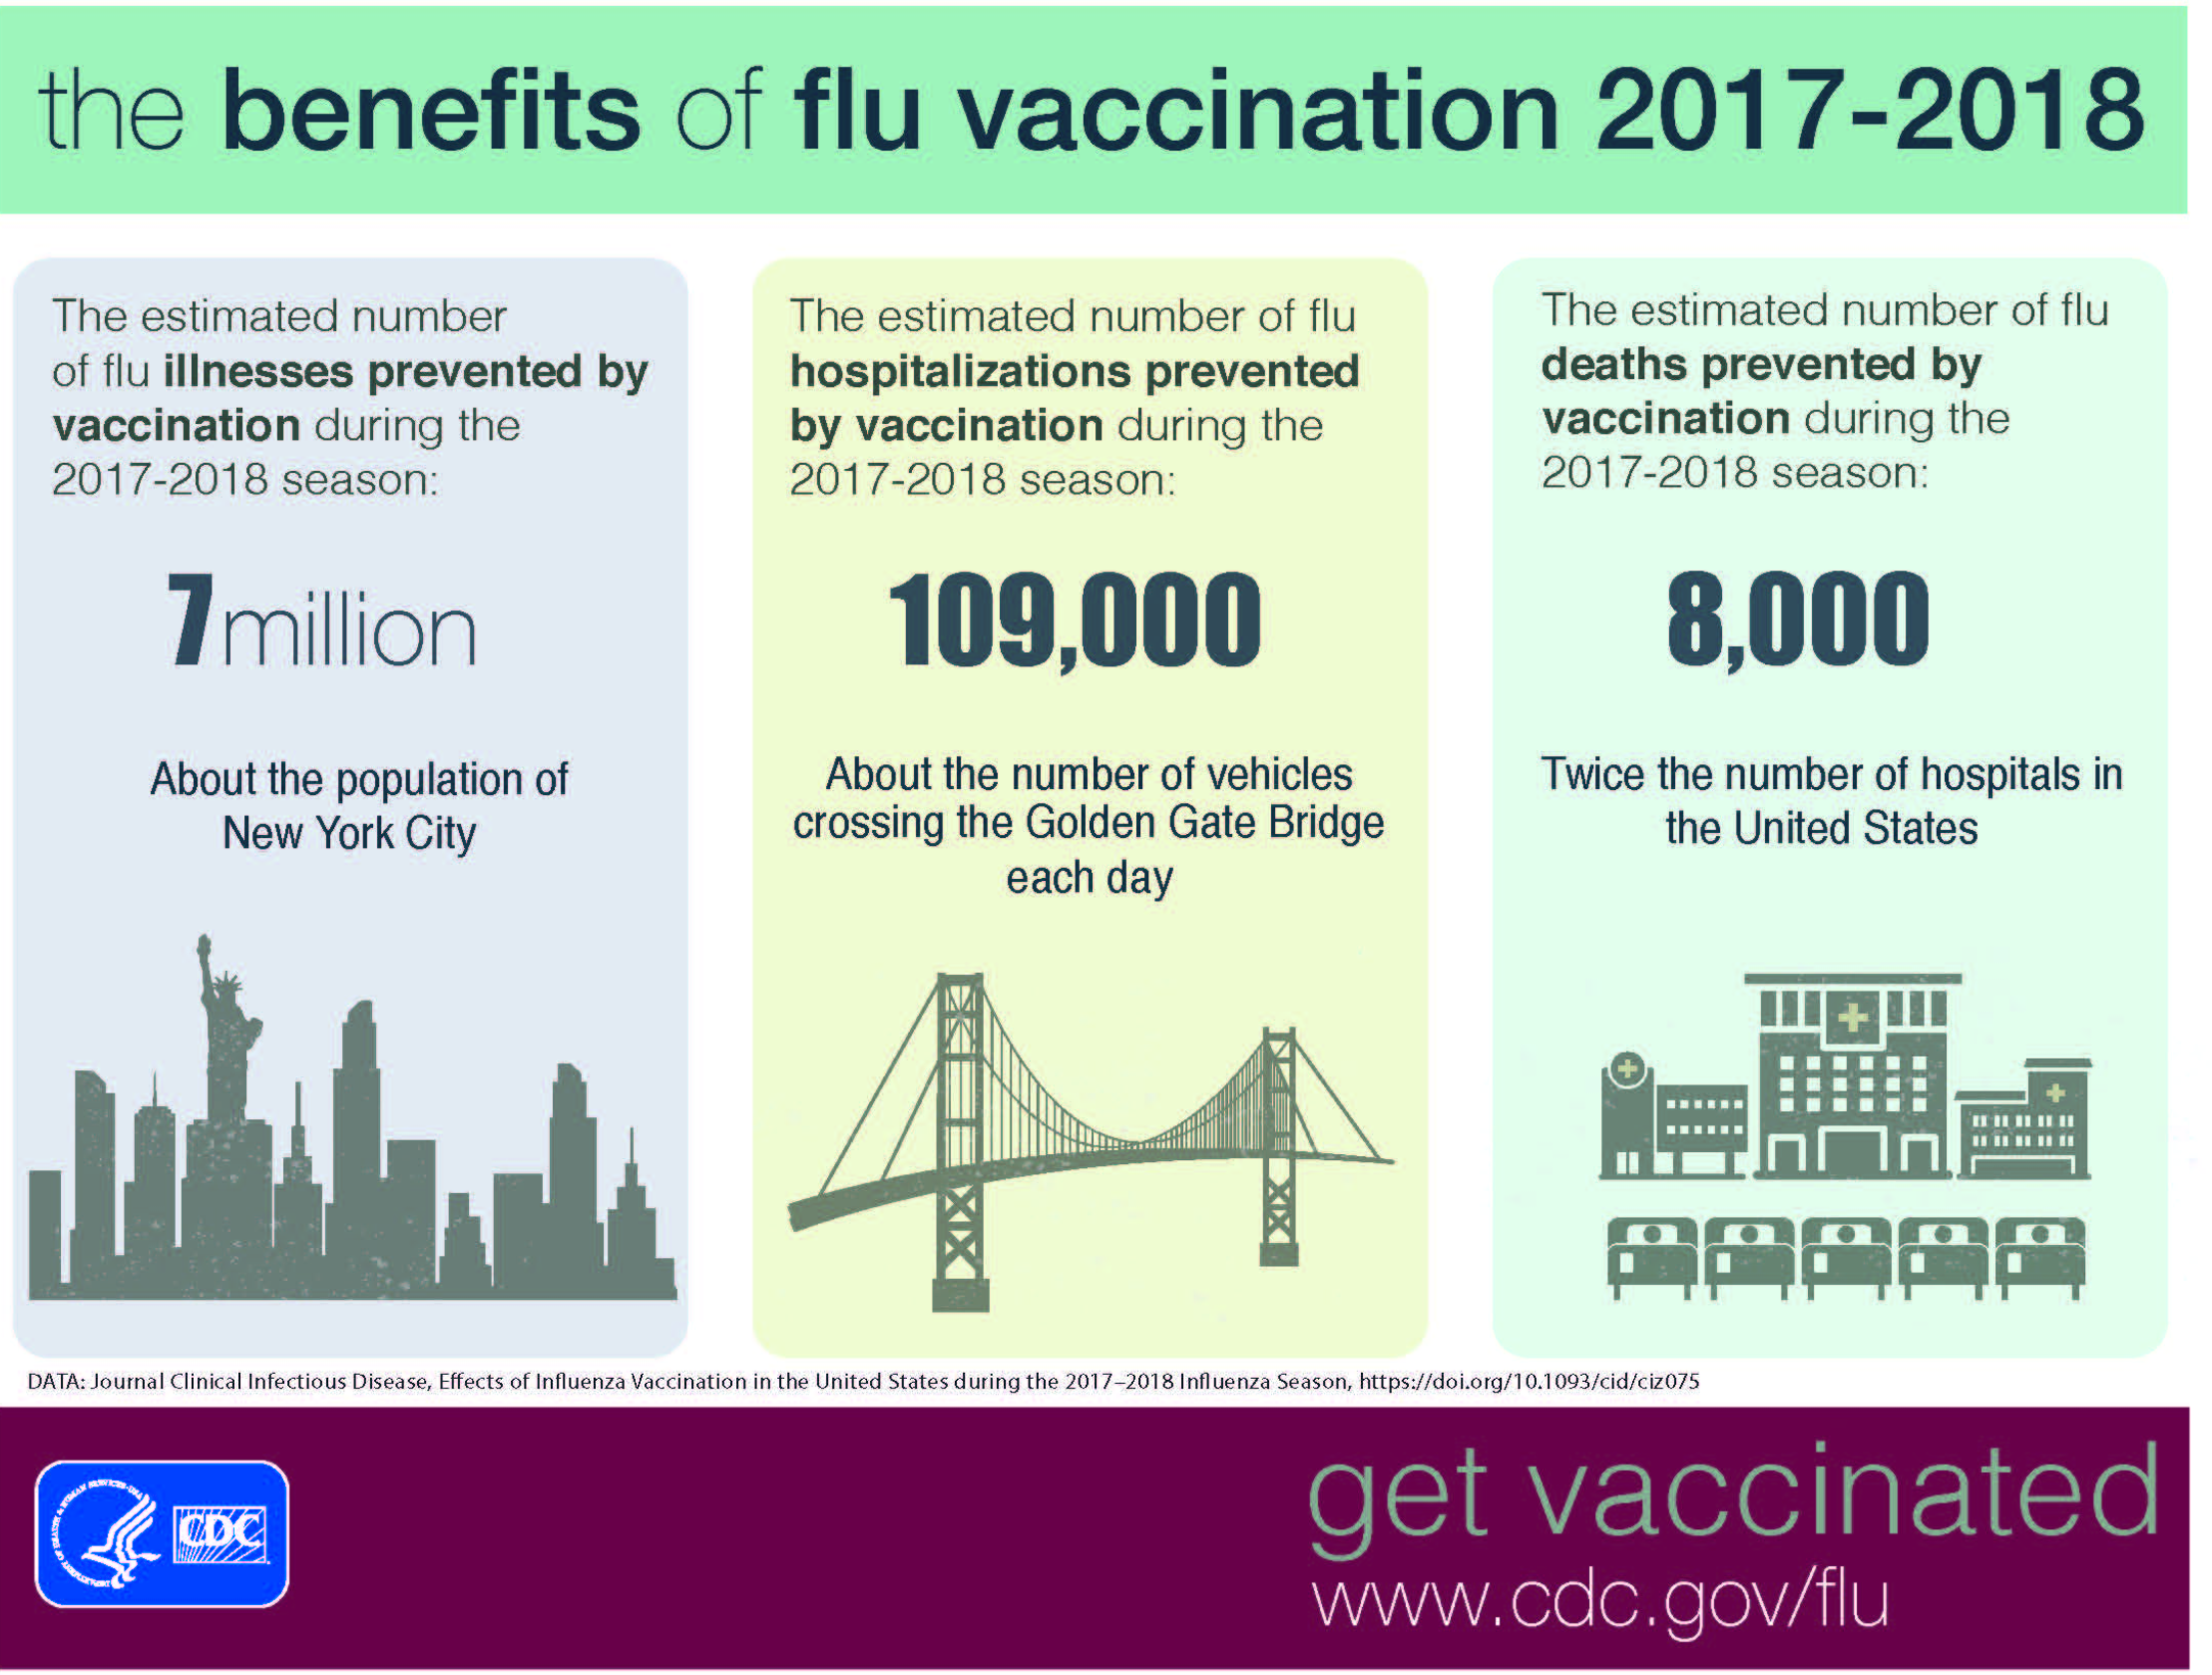 the benefits of flu vaccination 2017-2018
The estimated number
of flu illnesses prevented by
vaccination during the
2017-2018 season:
7 million
About the population of
New York City
The estimated number of flu
hospitalizations prevented
by vaccination during the
2017-2018 season:
109,000
About the number of vehicles
crossing the Golden Gate Bridge
each day
The estimated number of flu
deaths prevented by
vaccination during the
2017-2018 season:
8,000
Twice the number of hospitals in
the United States
DATA: Journal Clinical Infectious Disease, Effects of Influenza Vaccination in the United States during the 2017–2018 Influenza Season, https://doi.org/10.1093/cid/ciz075
CDC
get vaccinated
www.cdc.gov/flu